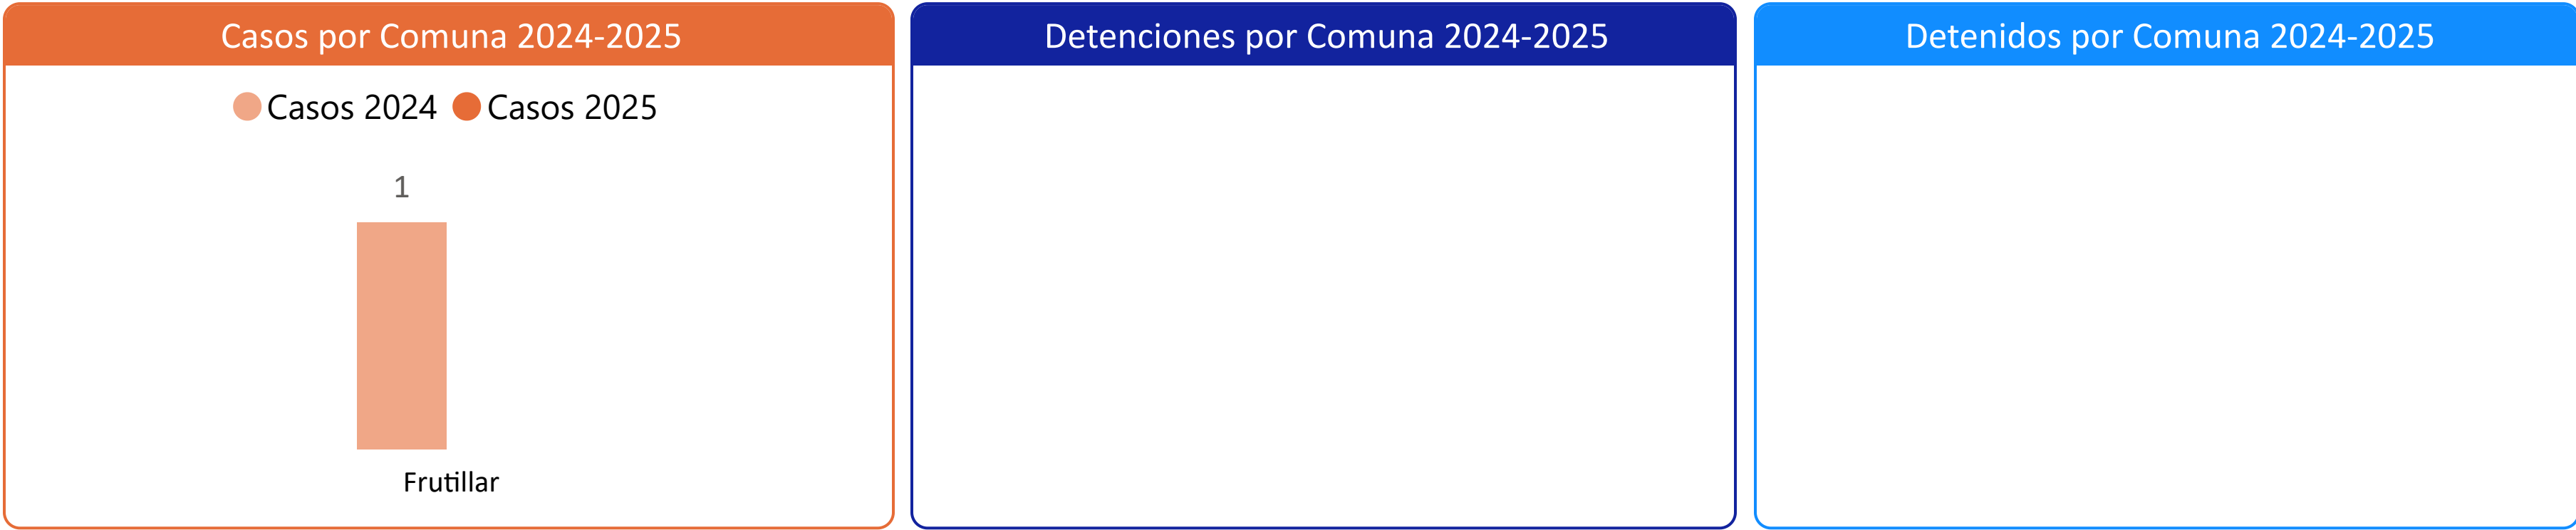 Casos por Comuna 2024-2025
Casos 2024 Casos 2025
1
Frutillar
Detenciones por Comuna 2024-2025
Detenidos por Comuna 2024-2025